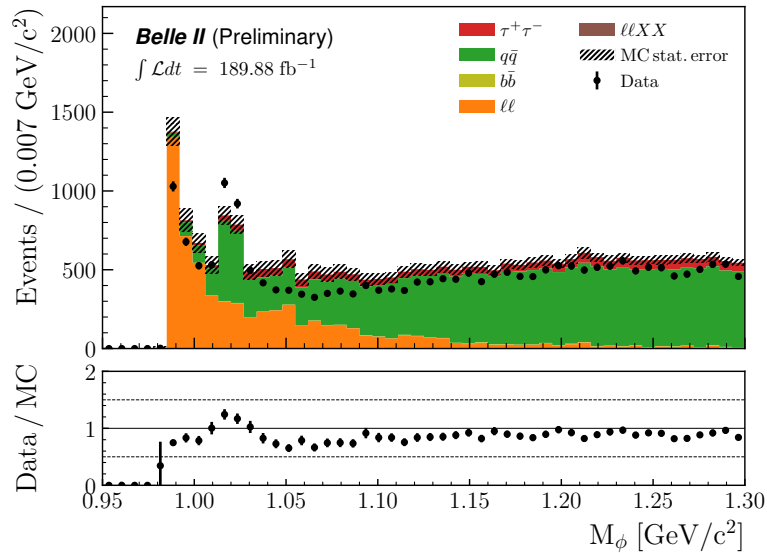 Belle II (Preliminary)
∫ ℒdt = 189.88 fb⁻¹
τ⁺τ⁻
qq̄
bb̄
ℓℓ
ℓℓXX
MC stat. error
Data
Events / (0.007 GeV/c²)
2000
1500
1000
500
0
Data / MC
2
1
0
0.95 1.00 1.05 1.10 1.15 1.20 1.25 1.30
M_ϕ [GeV/c²]